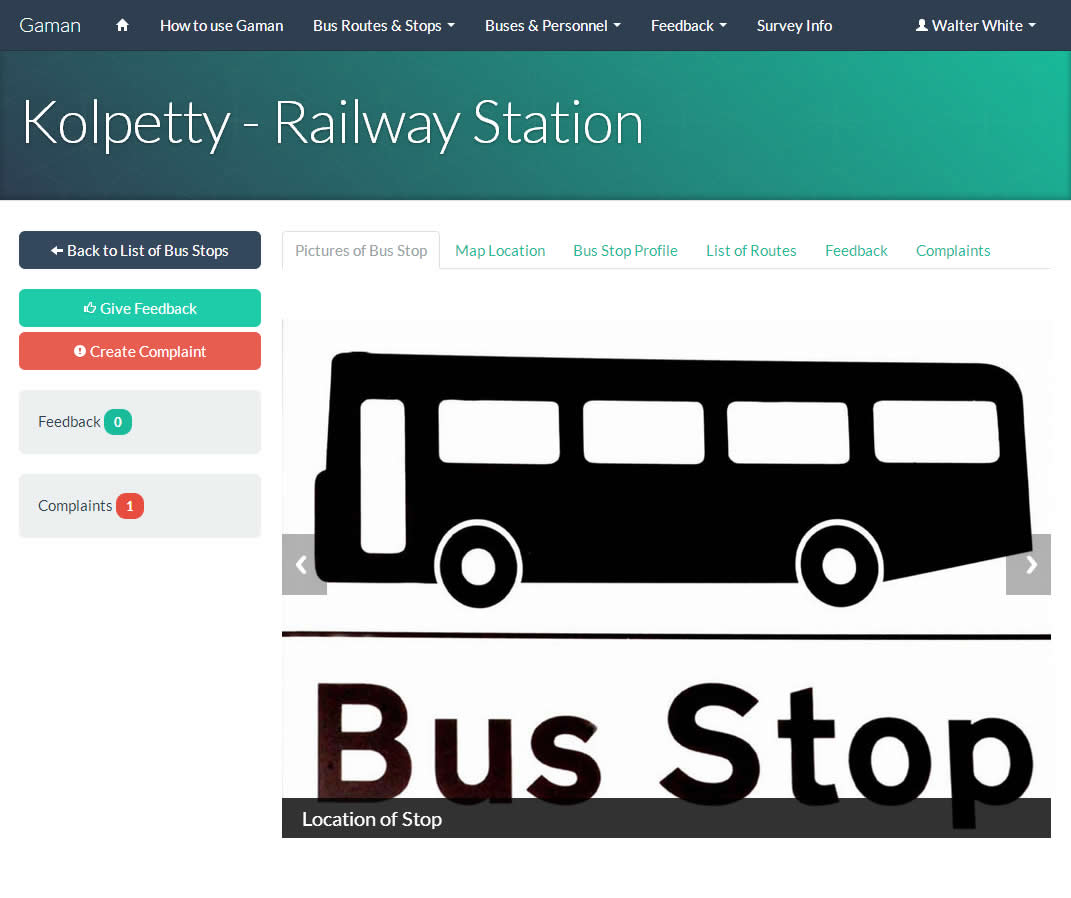 Gaman How to use Gaman Bus Routes & Stops Buses & Personnel Feedback Survey Info Walter White
Kolpetty - Railway Station
Back to List of Bus Stops
Give Feedback
Create Complaint
Feedback 0
Complaints 1
Pictures of Bus Stop Map Location Bus Stop Profile List of Routes Feedback Complaints
Bus Stop
Location of Stop